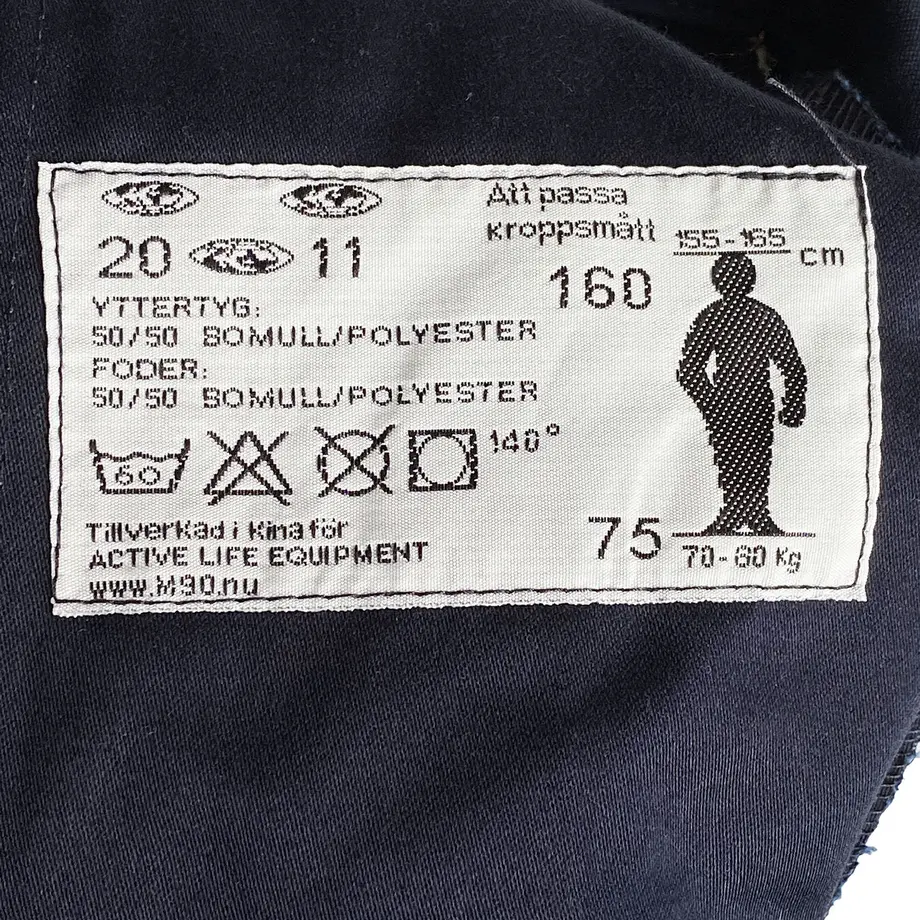 Att passa
kroppsmått
155-165
cm
20 11
160
YTTERTYG:
50/50 BOMULL/POLYESTER
FODER:
50/50 BOMULL/POLYESTER
60
140°
Tillverkad i Kina för
ACTIVE LIFE EQUIPMENT
www.M90.nu
75
70-80 Kg